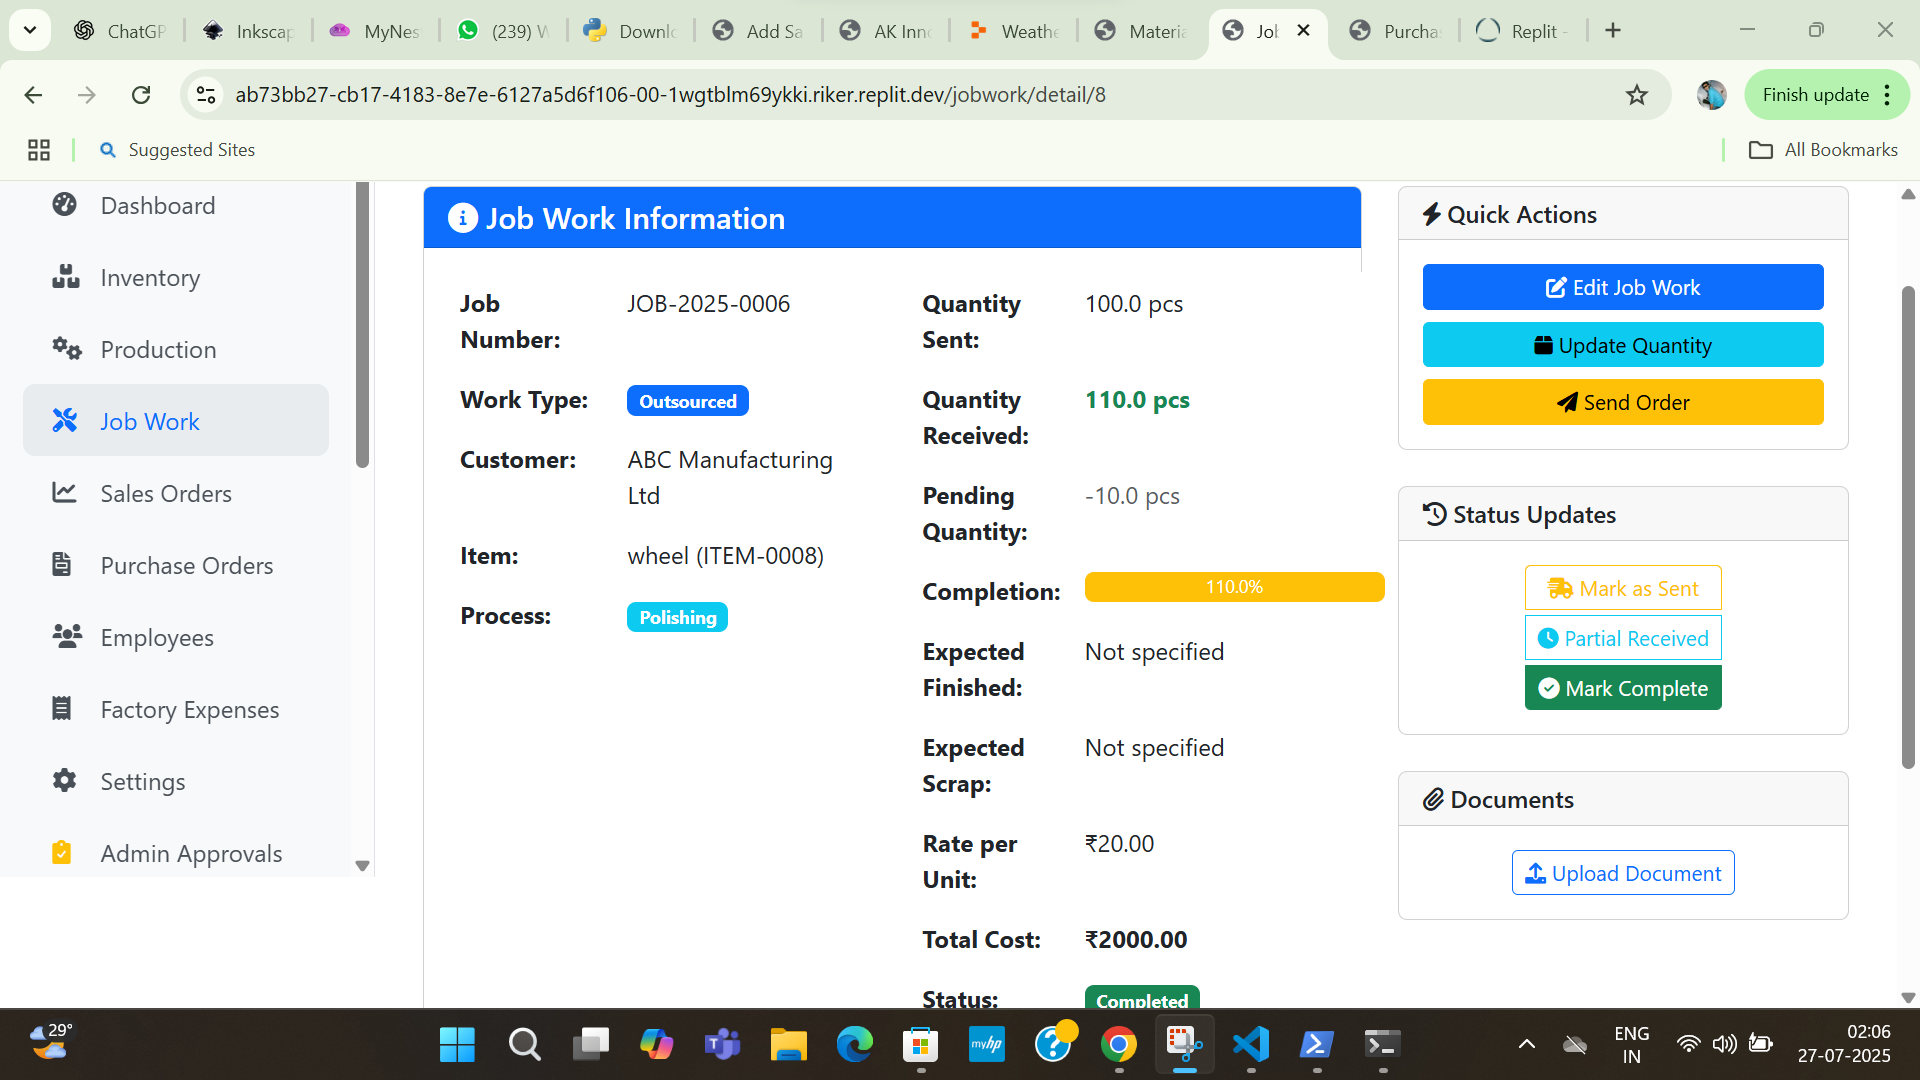 ChatGP
Inkscap
MyNes
(239) W
Downlo
Add Sa
AK Inno
Weathe
Materia
Job
Purchas
Replit -
ab73bb27-cb17-4183-8e7e-6127a5d6f106-00-1wgtblm69ykki.riker.replit.dev/jobwork/detail/8
Finish update
Suggested Sites
All Bookmarks
Dashboard
Inventory
Production
Job Work
Sales Orders
Purchase Orders
Employees
Factory Expenses
Settings
Admin Approvals
Job Work Information
Job
Number:
JOB-2025-0006
Work Type:
Outsourced
Customer:
ABC Manufacturing
Ltd
Item:
wheel (ITEM-0008)
Process:
Polishing
Quantity
Sent:
100.0 pcs
Quantity
Received:
110.0 pcs
Pending
Quantity:
-10.0 pcs
Completion:
110.0%
Expected
Finished:
Not specified
Expected
Scrap:
Not specified
Rate per
Unit:
₹20.00
Total Cost:
₹2000.00
Status:
Completed
Quick Actions
Edit Job Work
Update Quantity
Send Order
Status Updates
Mark as Sent
Partial Received
Mark Complete
Documents
Upload Document
29°
myhp
ENG
IN
02:06
27-07-2025